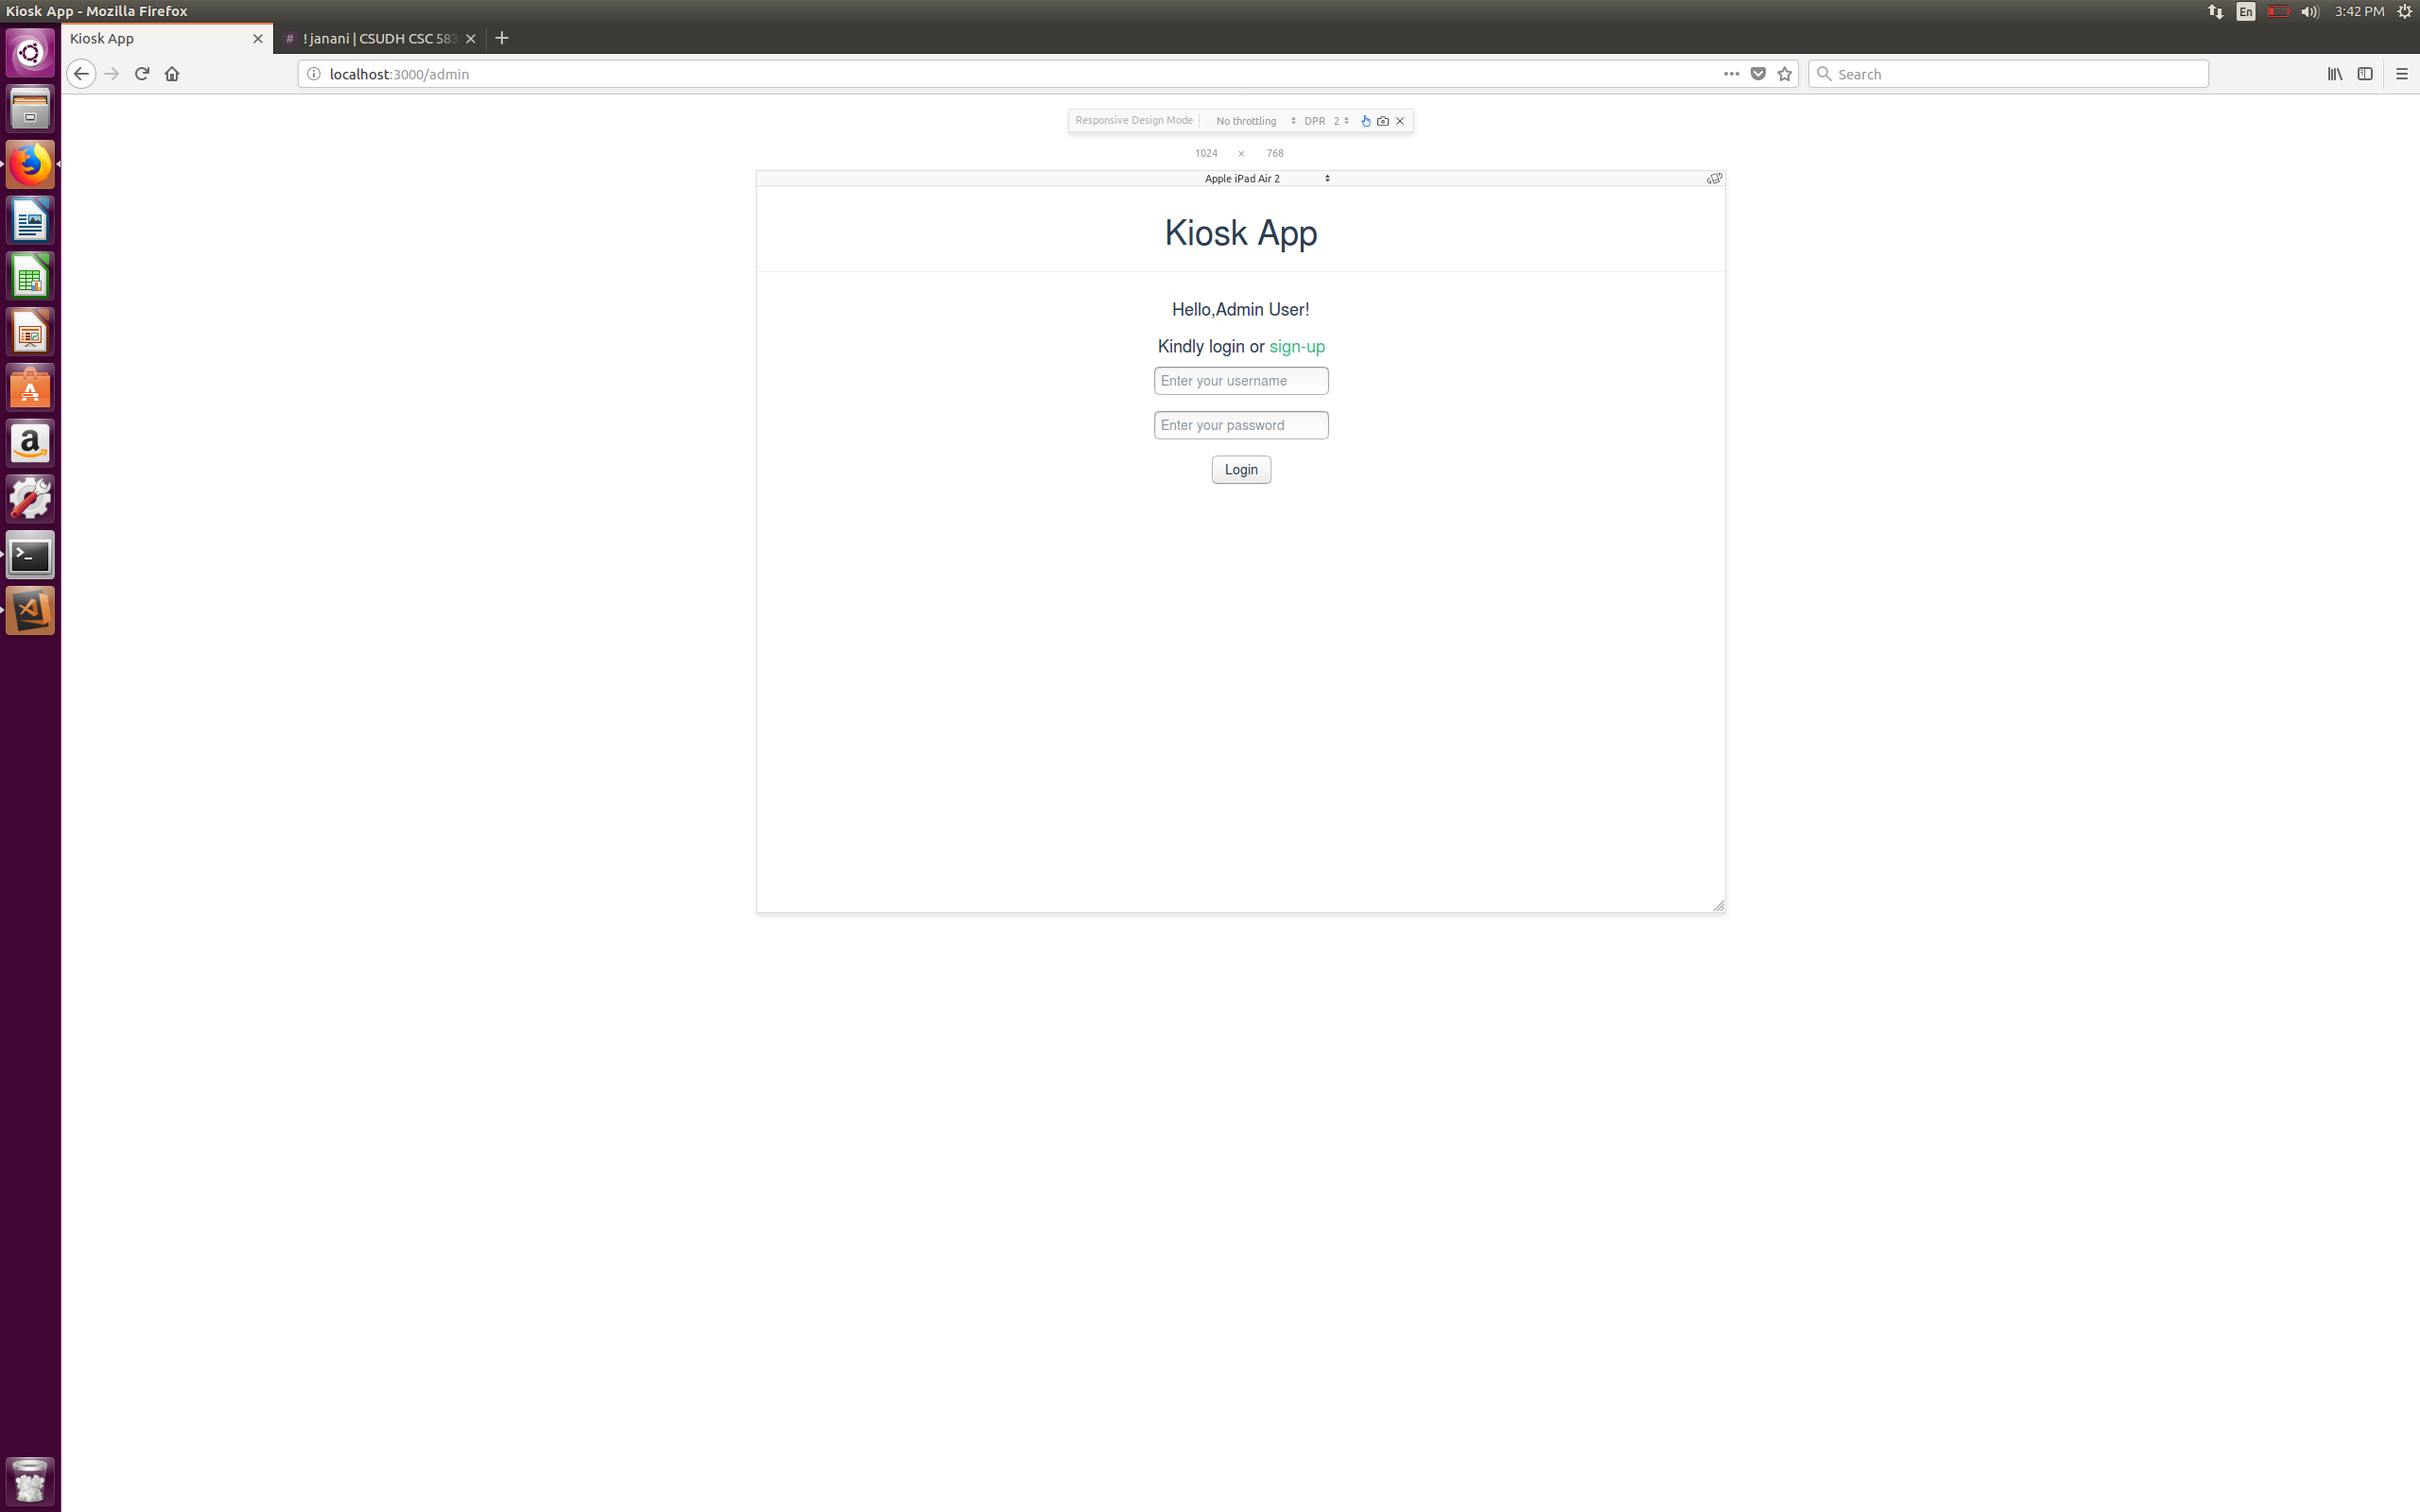 Kiosk App - Mozilla Firefox
En
3:42 PM
Kiosk App
# ! janani | CSUDH CSC 583
localhost:3000/admin
Search
Responsive Design Mode No throttling DPR 2
1024 × 768
Apple iPad Air 2
Kiosk App
Hello,Admin User!
Kindly login or sign-up
Enter your username
Enter your password
Login